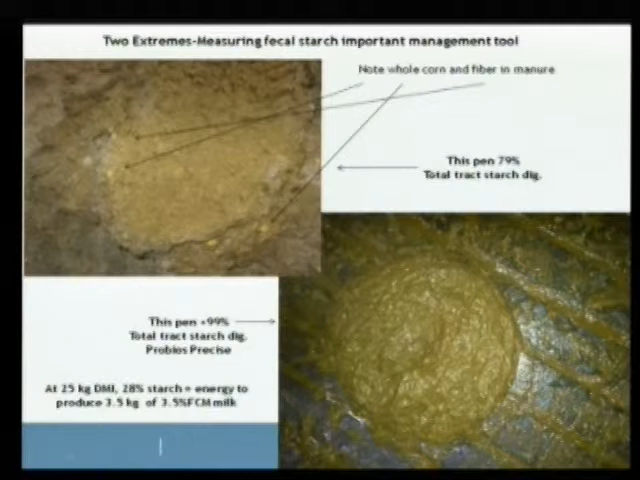 Two Extremes-Measuring fecal starch important management tool
Note whole corn and fiber in manure
This pen 79%
Total tract starch dig.
This pen +99%
Total tract starch dig.
Probios Precise
At 25 kg DMI, 28% starch = energy to
produce 3.5 kg of 3.5%FCM milk